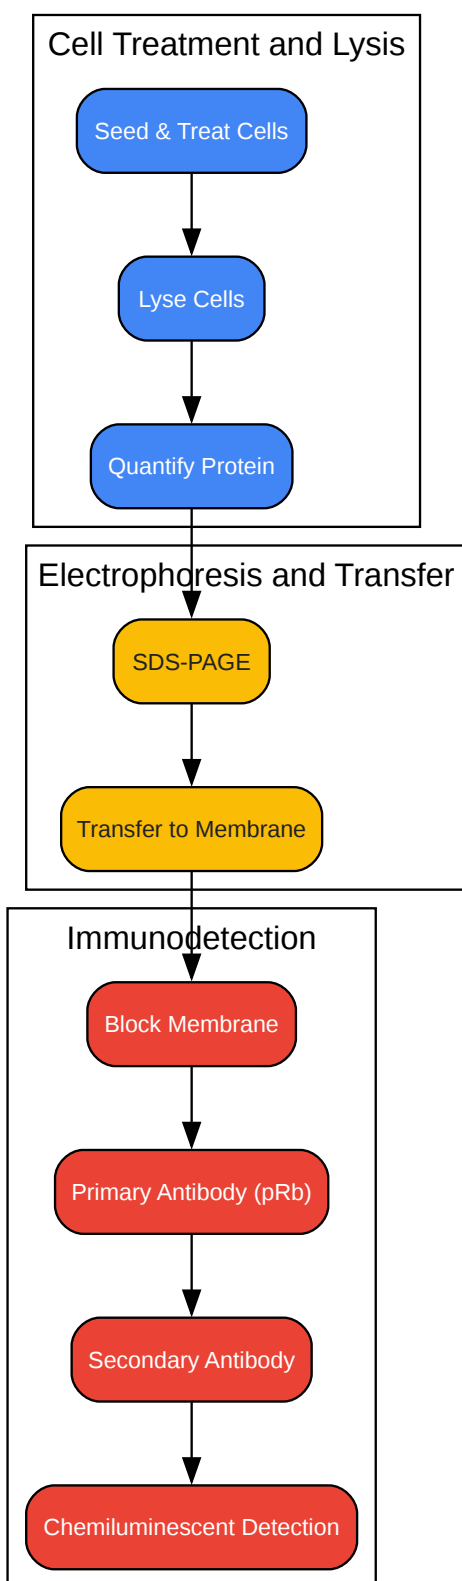 Cell Treatment and Lysis
Seed & Treat Cells
Lyse Cells
Quantify Protein
Electrophoresis and Transfer
SDS-PAGE
Transfer to Membrane
Immunodetection
Block Membrane
Primary Antibody (pRb)
Secondary Antibody
Chemiluminescent Detection